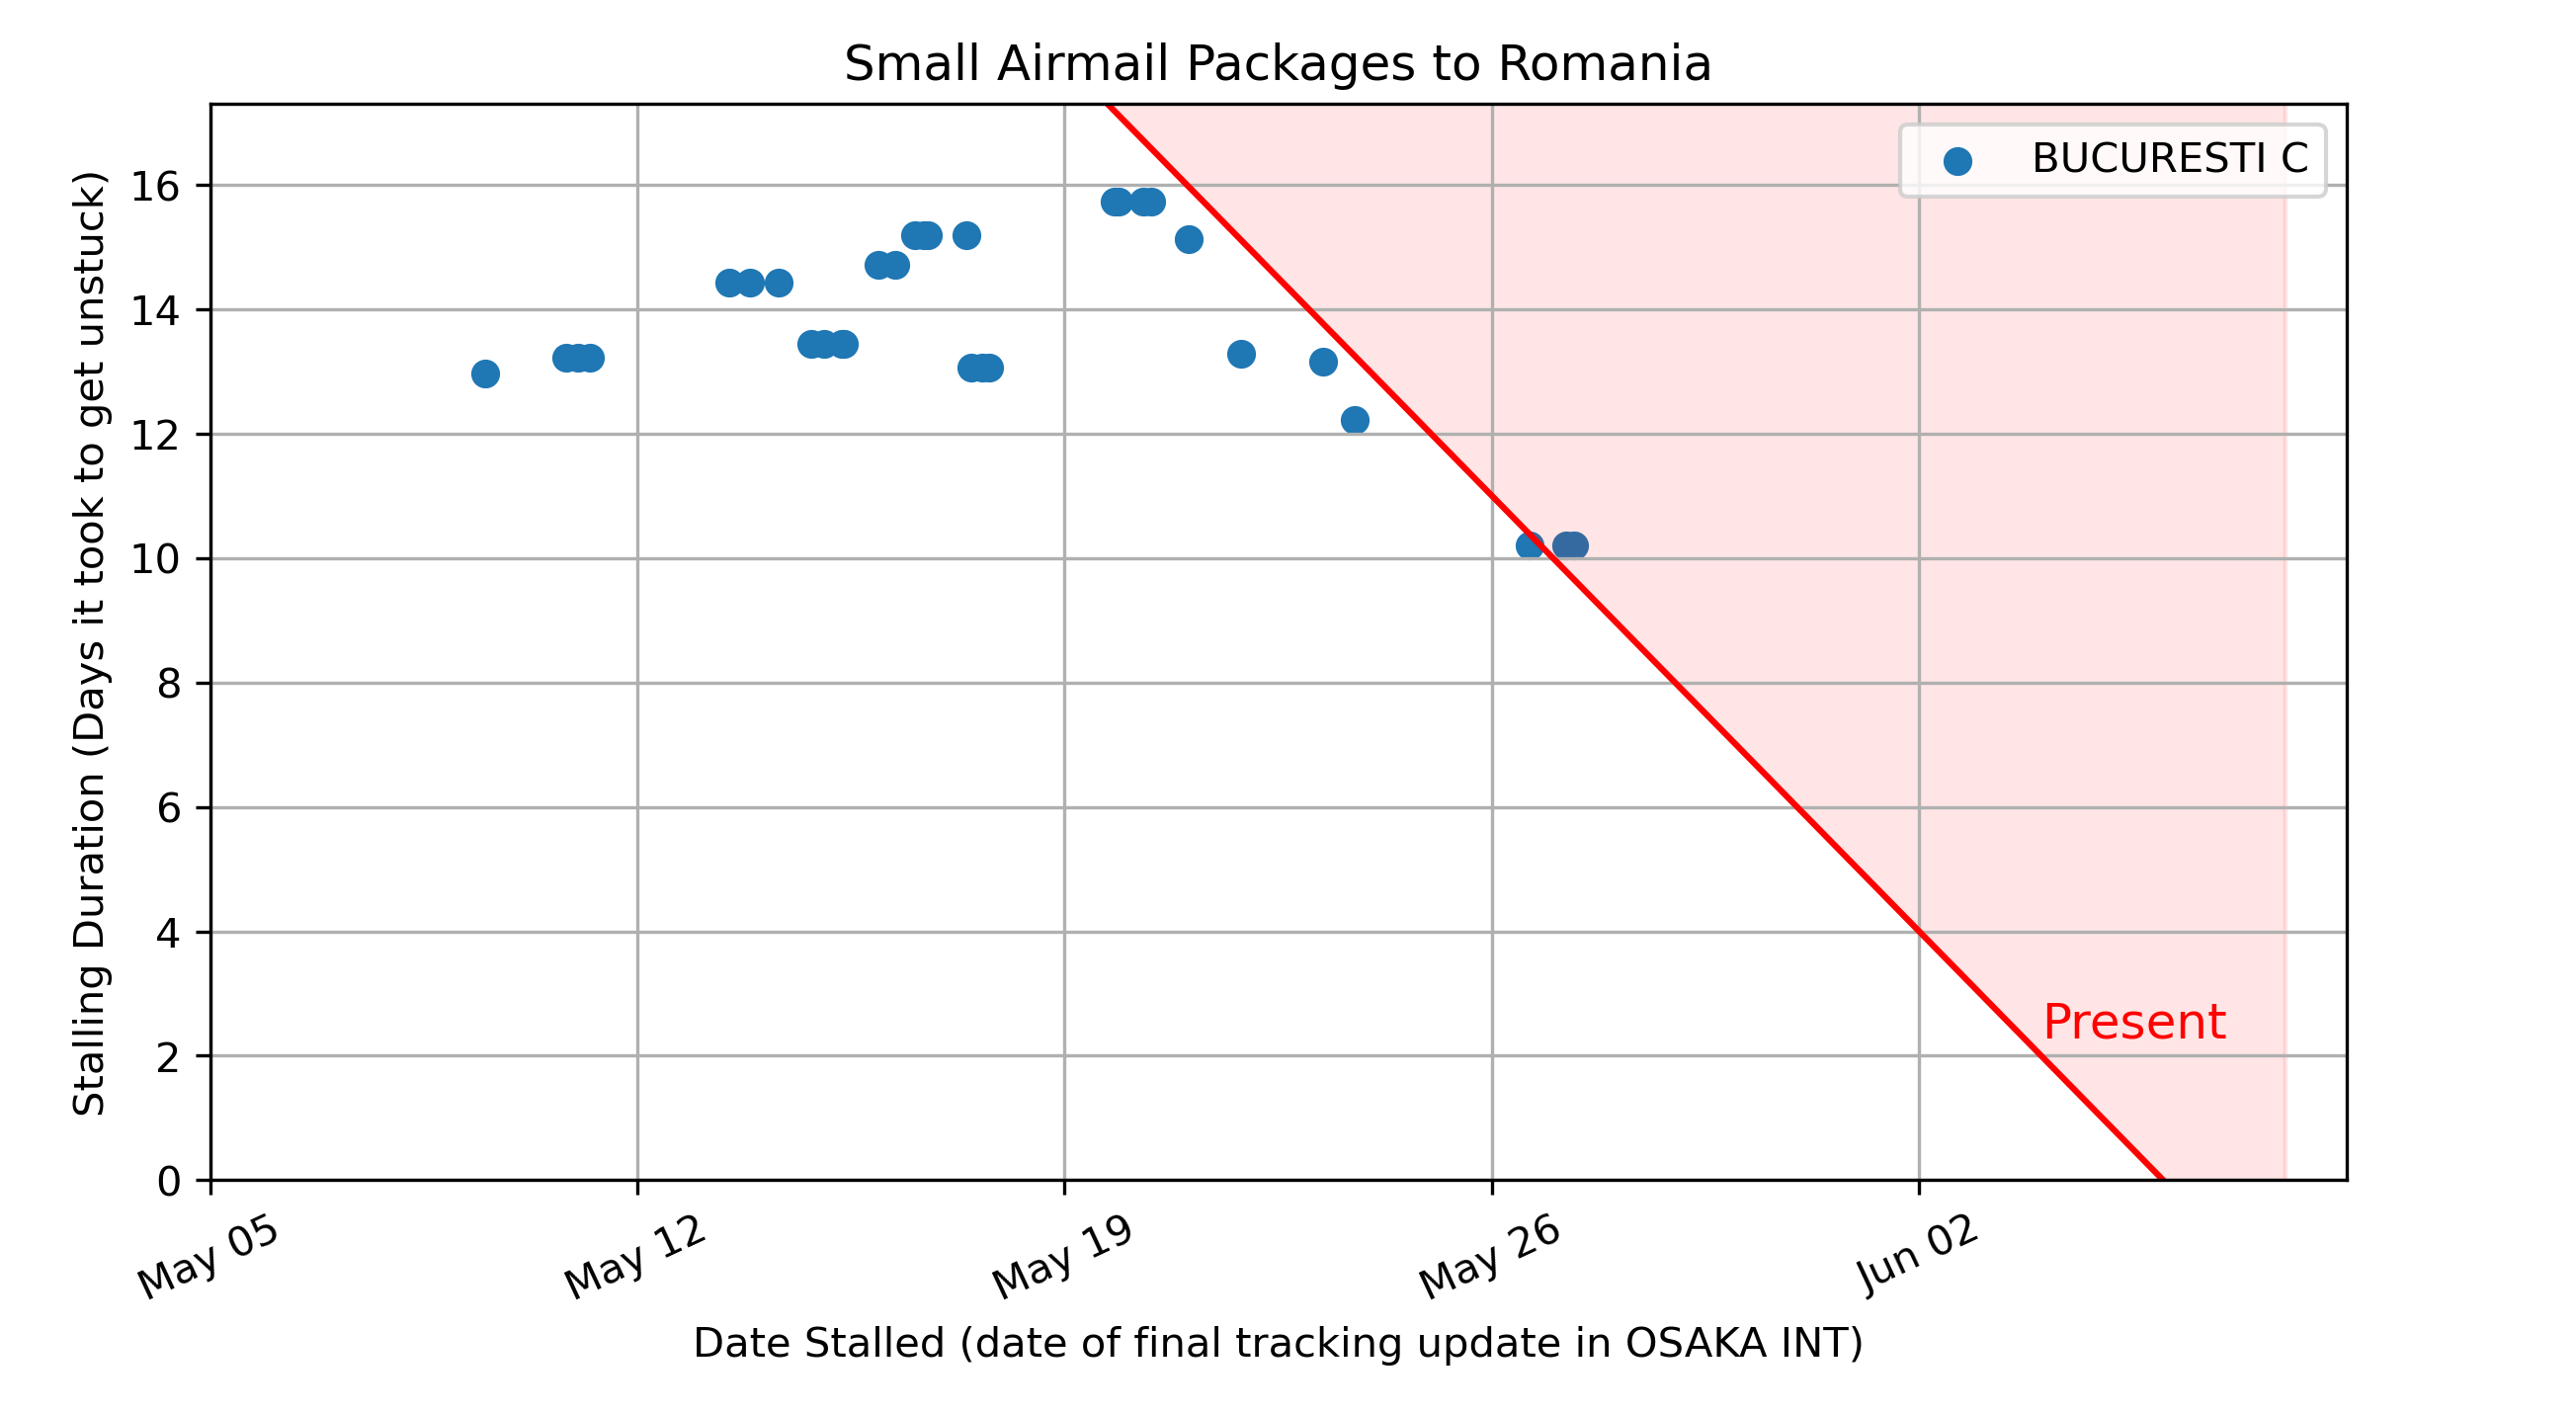 Small Airmail Packages to Romania
BUCURESTI C
Stalling Duration (Days it took to get unstuck)
16
14
12
10
8
6
4
2
0
Present
May 05
May 12
May 19
May 26
Jun 02
Date Stalled (date of final tracking update in OSAKA INT)